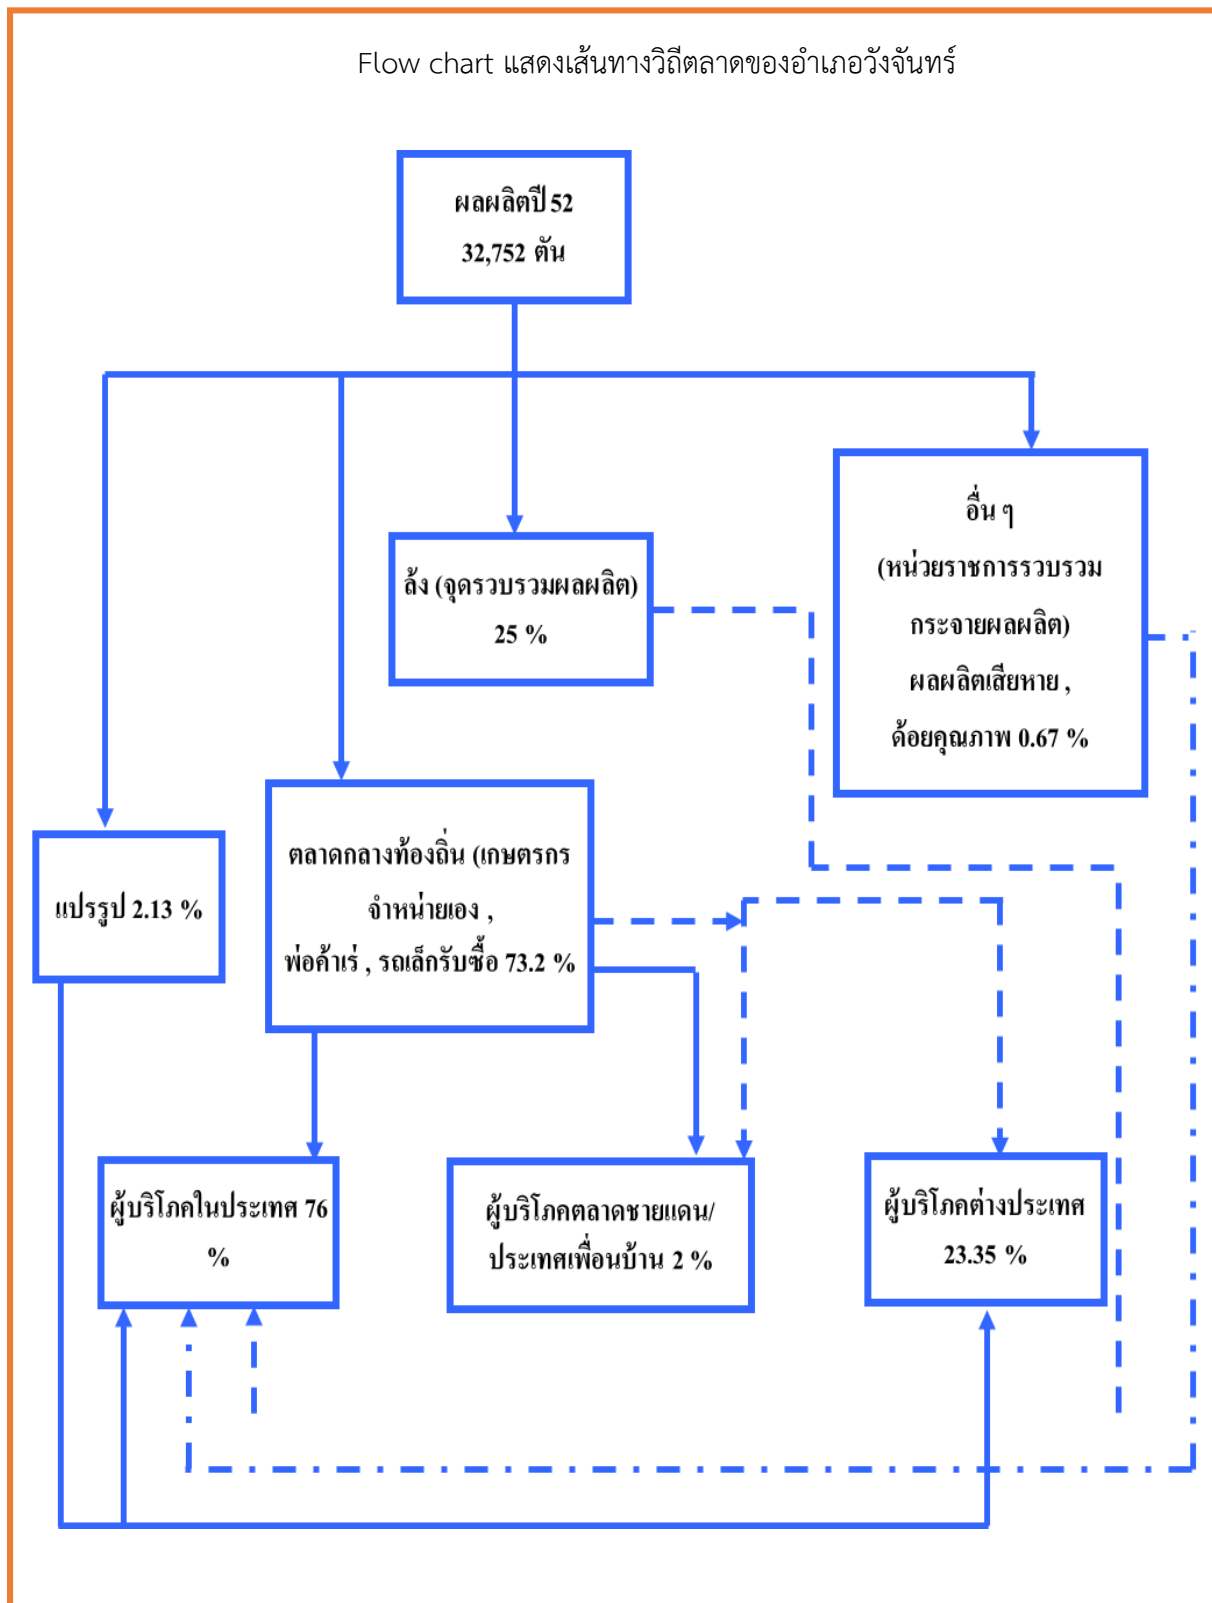 Flow chart แสดงเส้นทางวิถีตลาดของอำเภอวังจันทร์
ผลผลิตปี 52
32,752 ตัน
ล้ง (จุดรวบรวมผลผลิต)
25 %
อื่น ๆ
(หน่วยราชการรวบรวม
กระจายผลผลิต)
ผลผลิตเสียหาย ,
ด้อยคุณภาพ 0.67 %
แปรรูป 2.13 %
ตลาดกลางท้องถิ่น (เกษตรกร
จำหน่ายเอง ,
พ่อค้าเร่ , รถเล็กรับซื้อ 73.2 %
ผู้บริโภคในประเทศ 76
%
ผู้บริโภคตลาดชายแดน/
ประเทศเพื่อนบ้าน 2 %
ผู้บริโภคต่างประเทศ
23.35 %